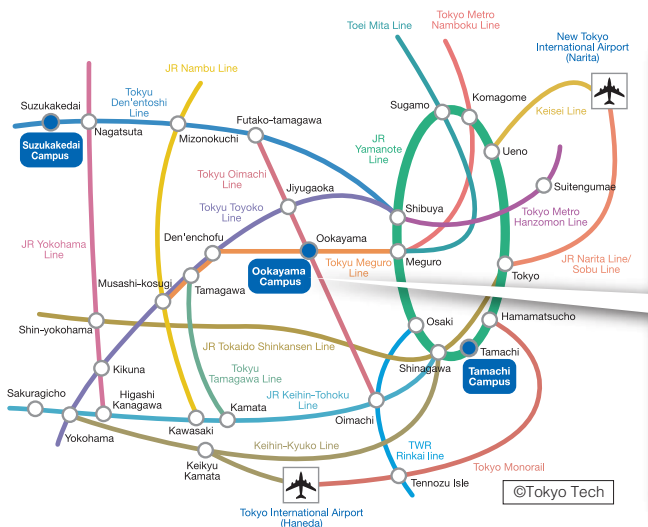 Toei Mita Line
Tokyo Metro
Namboku Line
New Tokyo
International Airport
(Narita)
JR Nambu Line
Suzukakedai
Tokyu
Den'entoshi
Line
Futako-tamagawa
Sugamo
Komagome
Keisei Line
Nagatsuta
Mizonokuchi
Suzukakedai
Campus
JR
Yamanote
Line
Ueno
Tokyu Oimachi
Line
Jiyugaoka
Suitengumae
Tokyu Toyoko
Line
Shibuya
Tokyo Metro
Hanzomon Line
JR Yokohama
Line
Den'enchofu
Ookayama
Ookayama
Campus
Tokyu Meguro
Line
Meguro
Tokyo
JR Narita Line/
Sobu Line
Musashi-kosugi
Tamagawa
Shin-yokohama
Osaki
Hamamatsucho
JR Tokaido Shinkansen Line
Tamachi
Shinagawa
Tamachi
Campus
Kikuna
Tokyu
Tamagawa Line
Sakuragicho
Higashi
Kanagawa
JR Keihin-Tohoku
Line
Kamata
Oimachi
Yokohama
Kawasaki
Keihin-Kyuko Line
TWR
Rinkai line
Keikyu
Kamata
Tokyo Monorail
Tennozu Isle
©Tokyo Tech
Tokyo International Airport
(Haneda)